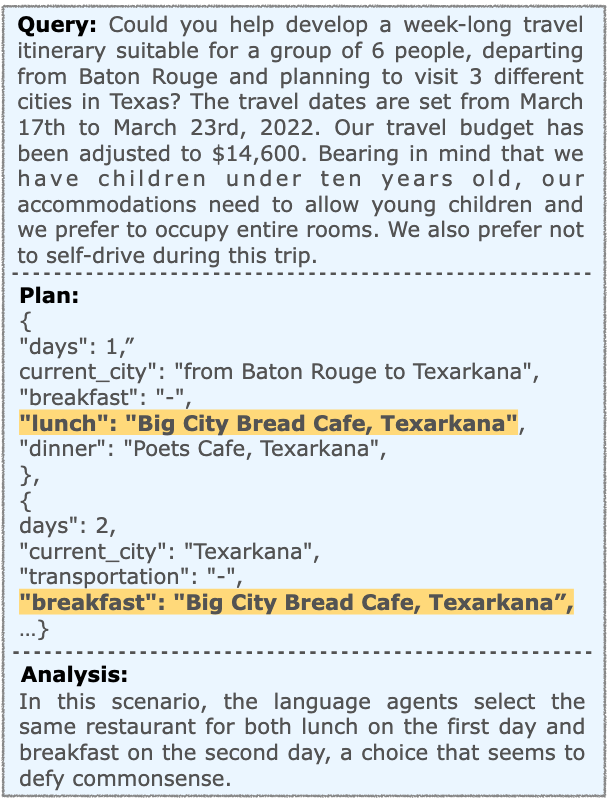 Query: Could you help develop a week-long travel
itinerary suitable for a group of 6 people, departing
from Baton Rouge and planning to visit 3 different
cities in Texas? The travel dates are set from March
17th to March 23rd, 2022. Our travel budget has
been adjusted to $14,600. Bearing in mind that we
have children under ten years old, our
accommodations need to allow young children and
we prefer to occupy entire rooms. We also prefer not
to self-drive during this trip.
Plan:
{
"days": 1,”
current_city": "from Baton Rouge to Texarkana",
"breakfast": "-",
"lunch": "Big City Bread Cafe, Texarkana",
"dinner": "Poets Cafe, Texarkana",
},
{
days": 2,
"current_city": "Texarkana",
"transportation": "-",
"breakfast": "Big City Bread Cafe, Texarkana”,
…}
Analysis:
In this scenario, the language agents select the
same restaurant for both lunch on the first day and
breakfast on the second day, a choice that seems to
defy commonsense.